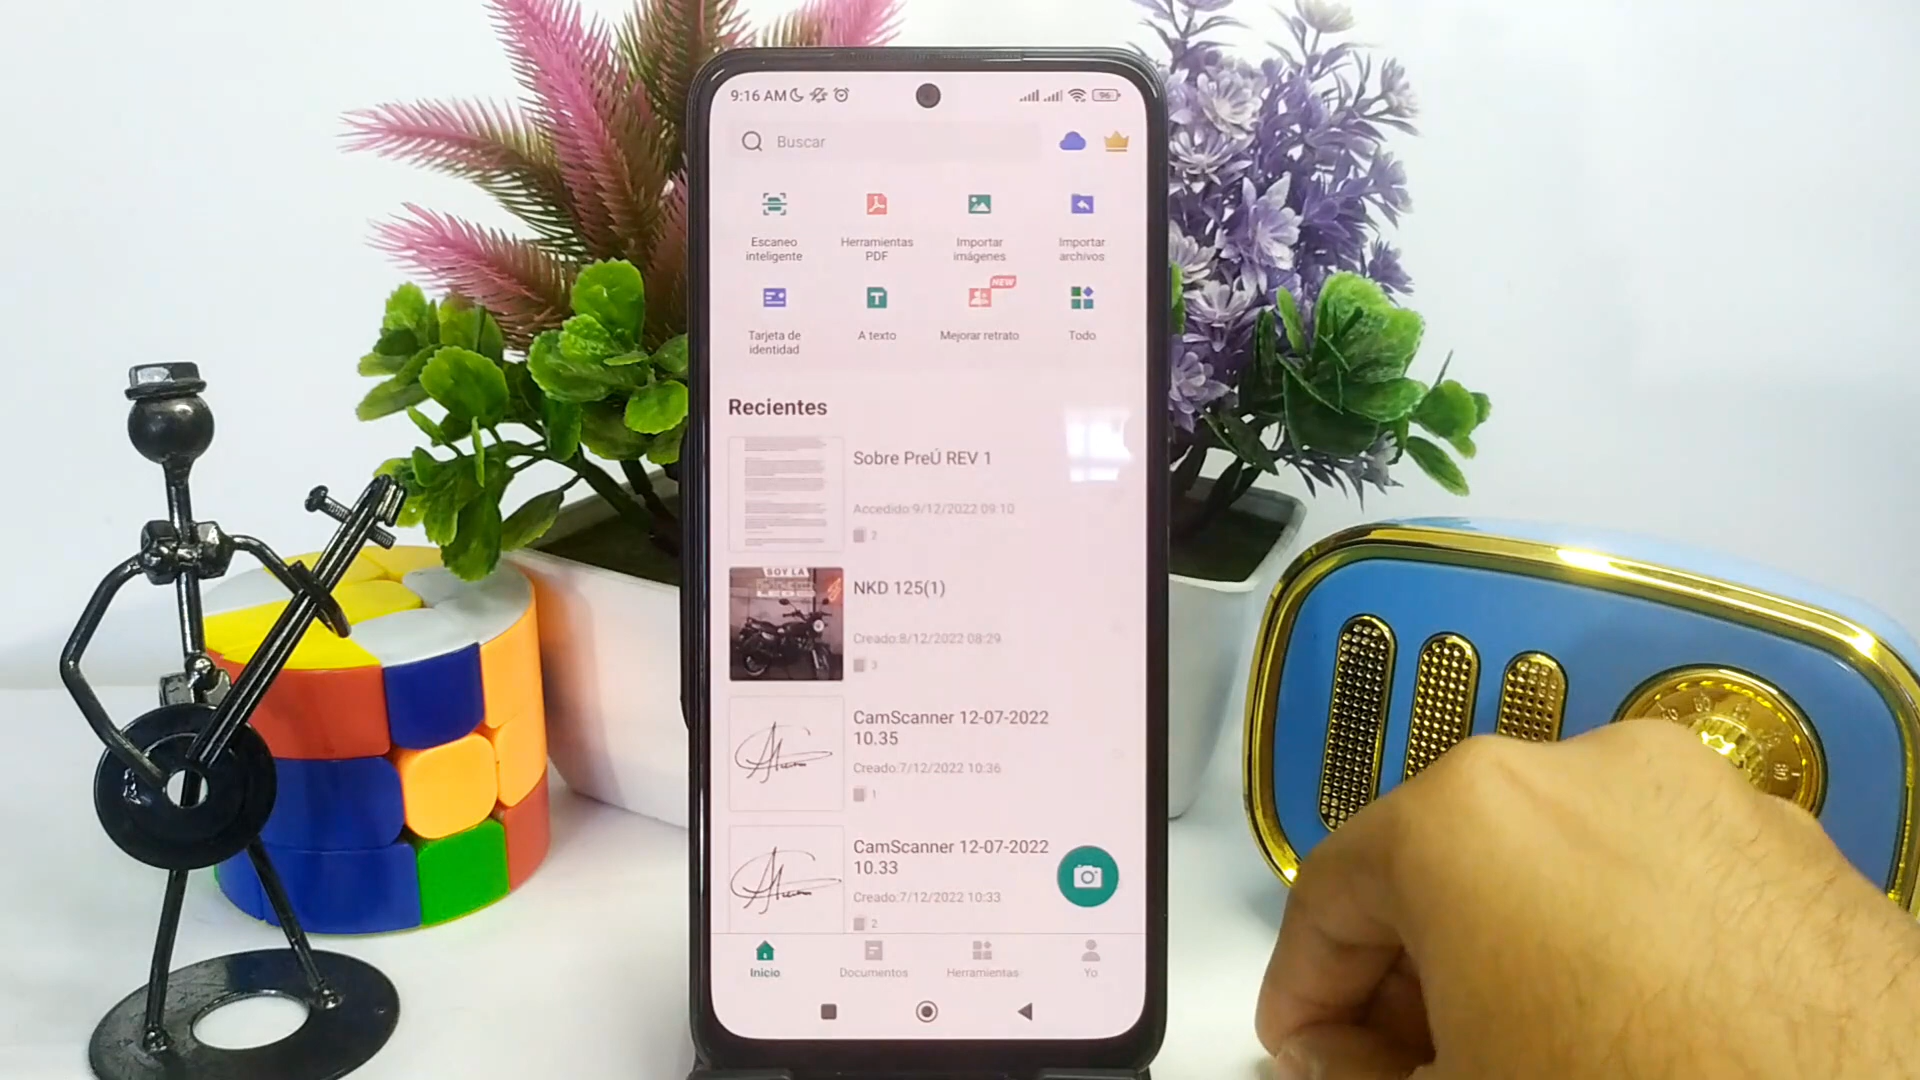 9:16 AM
96
Buscar
Escaneo
inteligente
Herramientas
PDF
Importar
imágenes
Importar
archivos
NEW
Tarjeta de
identidad
A texto
Mejorar retrato
Todo
Recientes
Sobre PreÚ REV 1
Accedido:9/12/2022 09:10
2
SOY LA
NKD 125(1)
Creado:8/12/2022 08:29
3
CamScanner 12-07-2022
10.35
Creado:7/12/2022 10:36
1
CamScanner 12-07-2022
10.33
Creado:7/12/2022 10:33
2
Inicio
Documentos
Herramientas
Yo